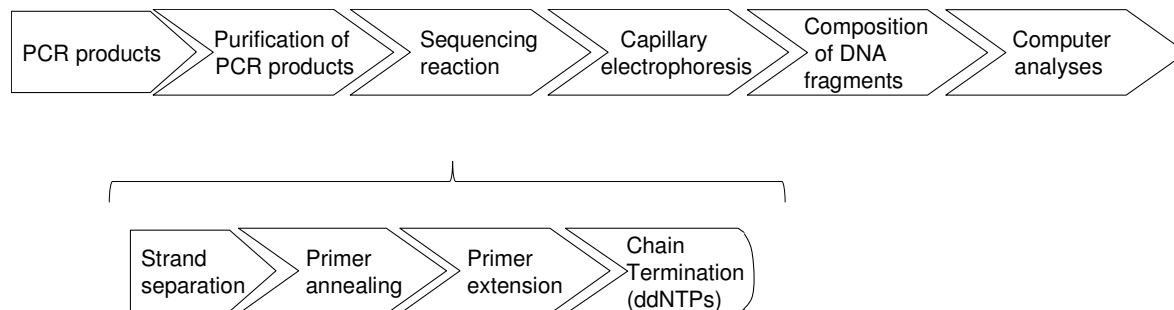 PCR products
Purification of
PCR products
Sequencing
reaction
Capillary
electrophoresis
Composition
of DNA
fragments
Computer
analyses
Strand
separation
Primer
annealing
Primer
extension
Chain
Termination
(ddNTPs)